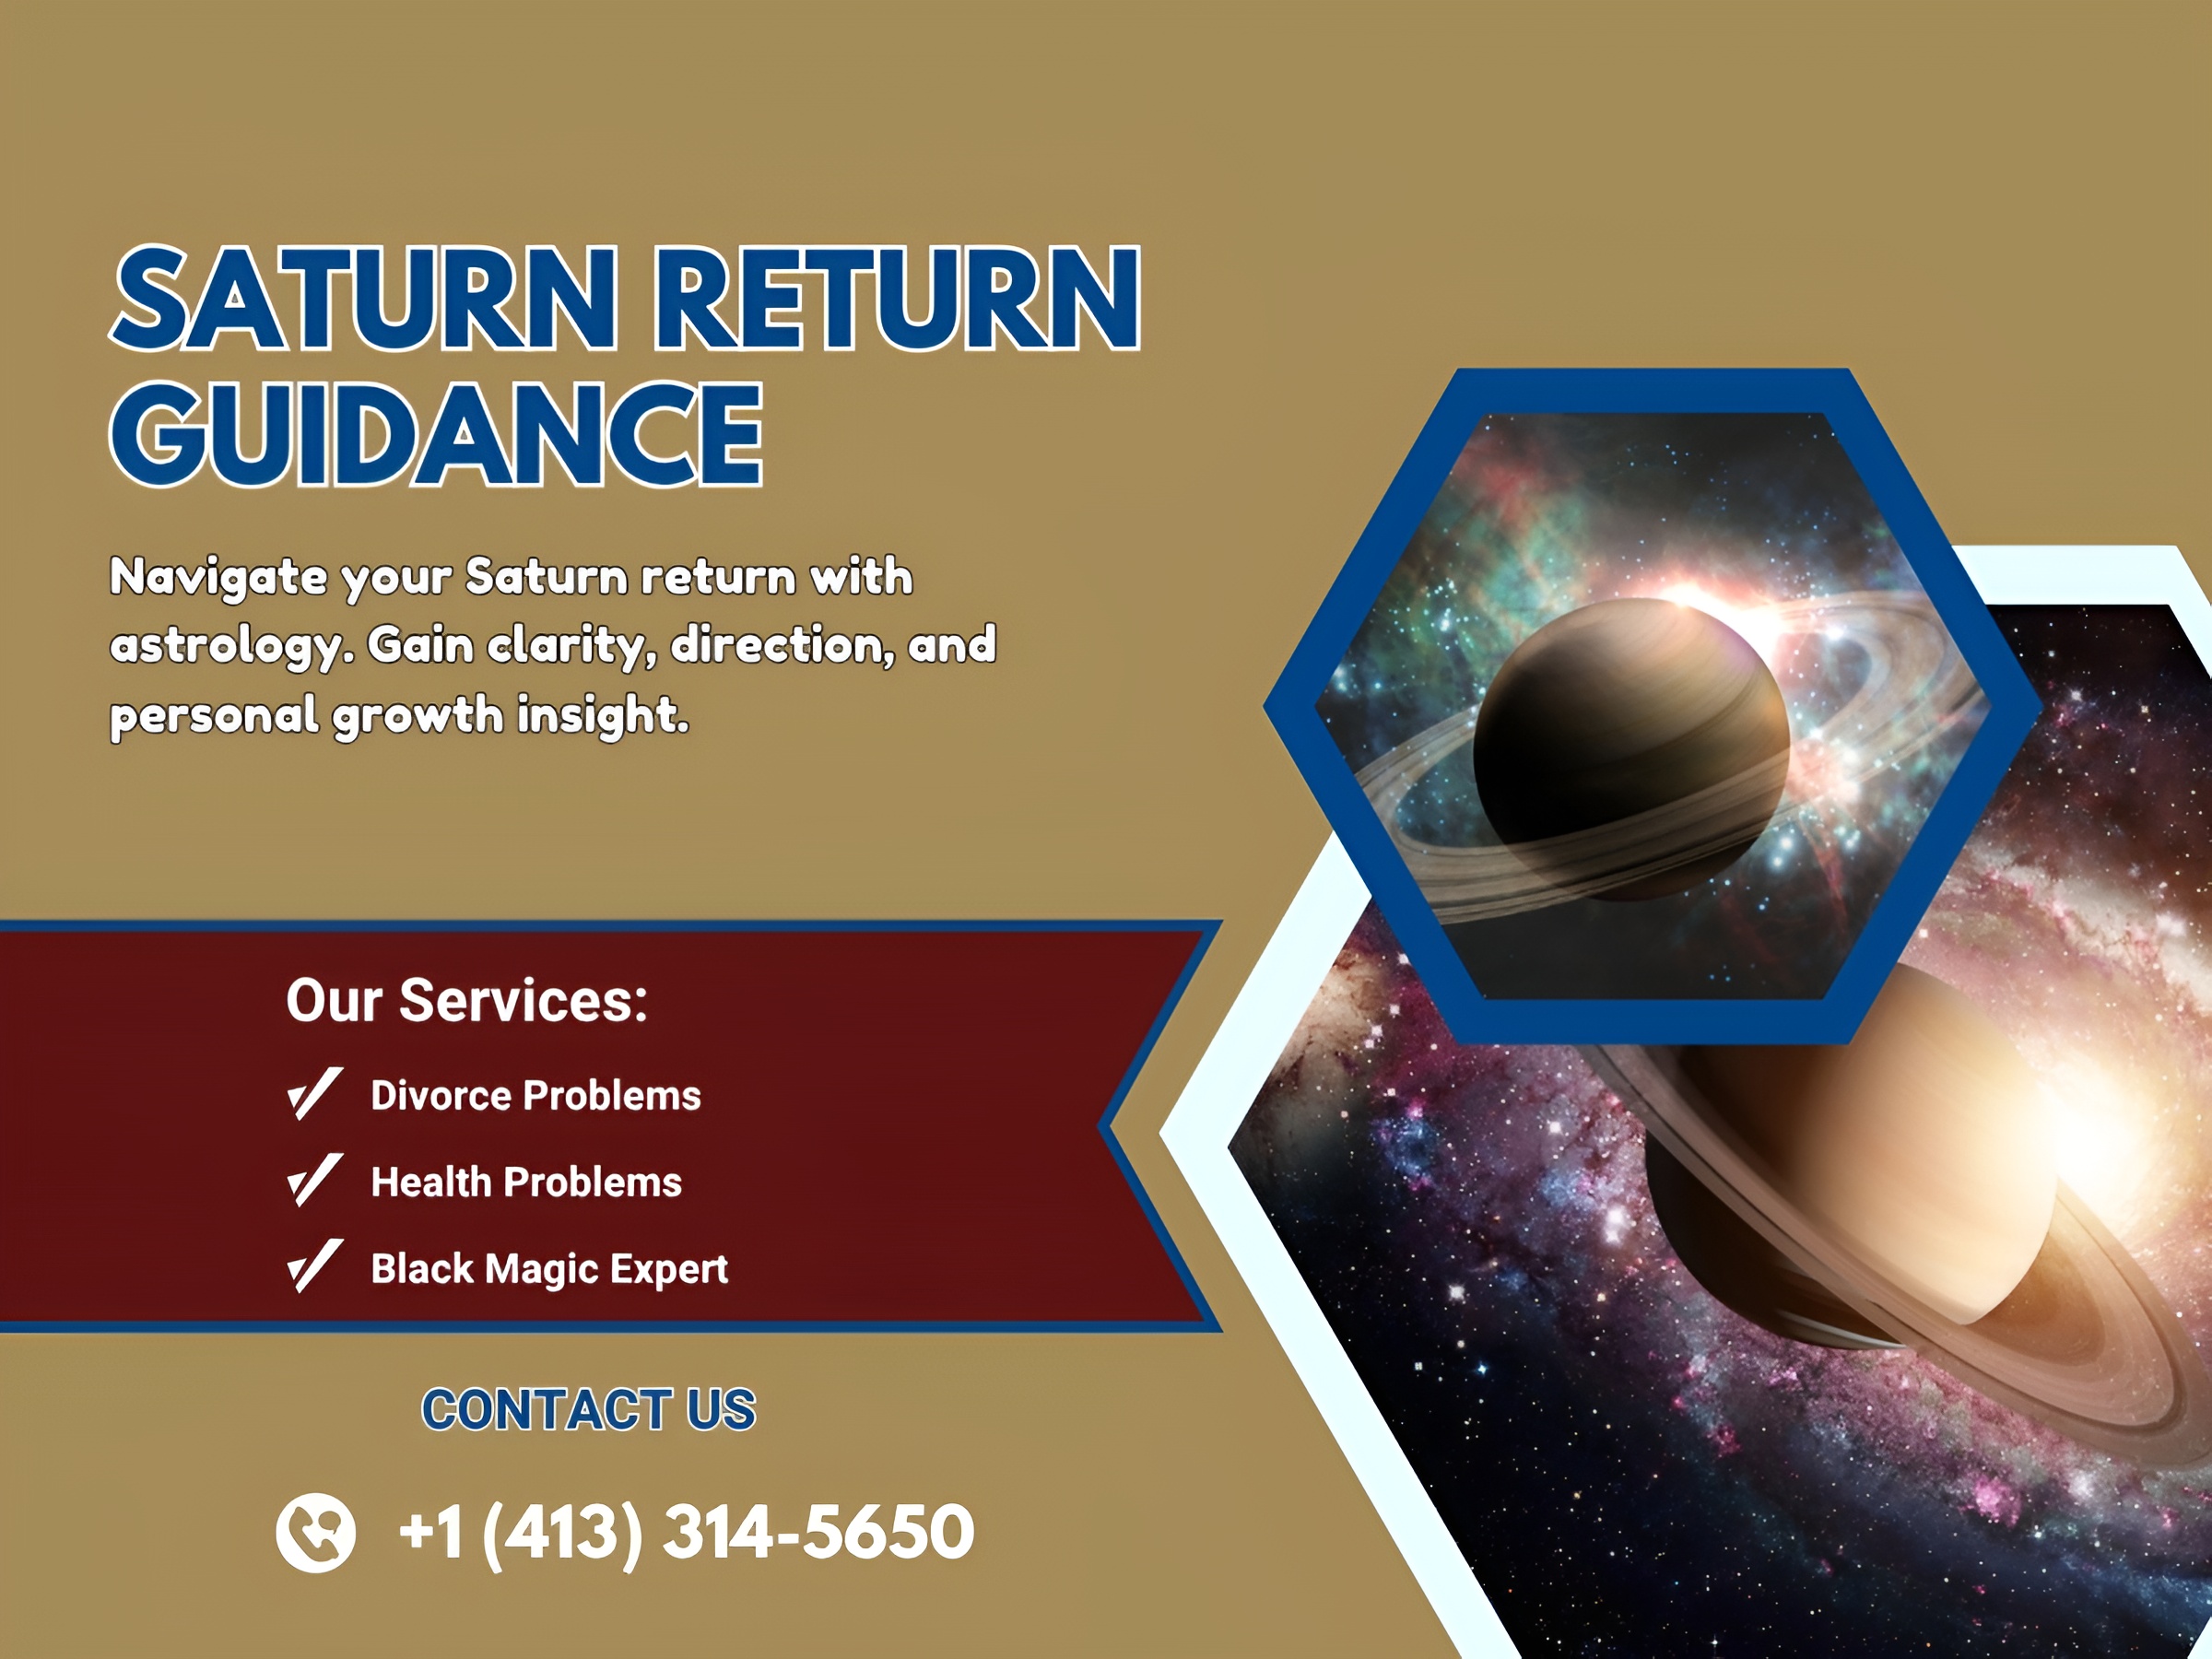 SATURN RETURN
GUIDANCE
Navigate your Saturn return with
astrology. Gain clarity, direction, and
personal growth insight.
Our Services:
Divorce Problems
Health Problems
Black Magic Expert
CONTACT US
+1 (413) 314-5650